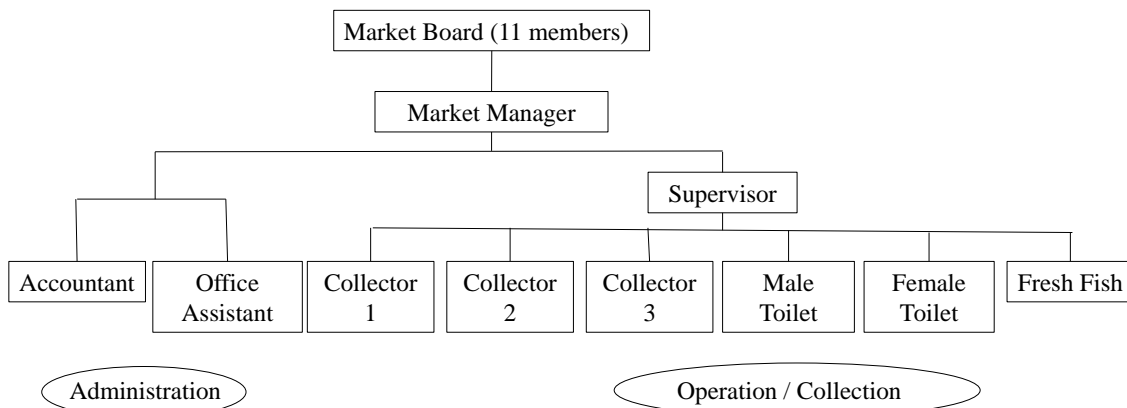 Market Board (11 members)
Market Manager
Supervisor
Accountant
Office
Assistant
Collector
1
Collector
2
Collector
3
Male
Toilet
Female
Toilet
Fresh Fish
Administration
Operation / Collection